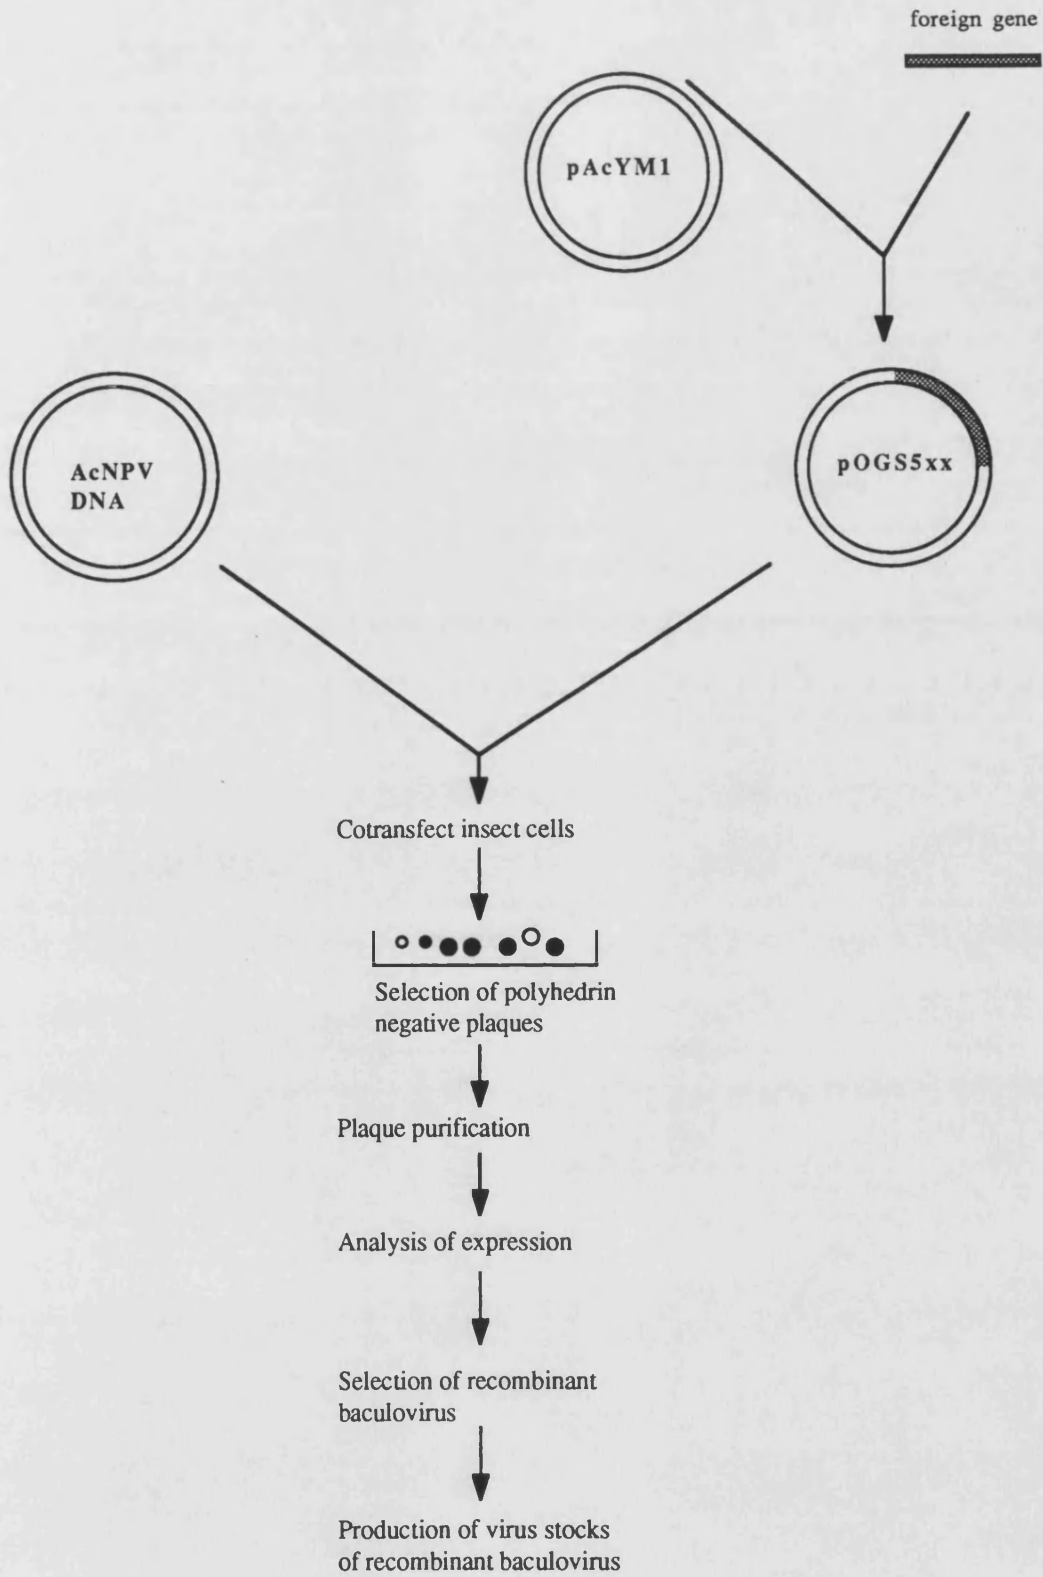 foreign gene
pAcYM1
AcNPV
DNA
pOGS5xx
Cotransfect insect cells
Selection of polyhedrin
negative plaques
Plaque purification
Analysis of expression
Selection of recombinant
baculovirus
Production of virus stocks
of recombinant baculovirus